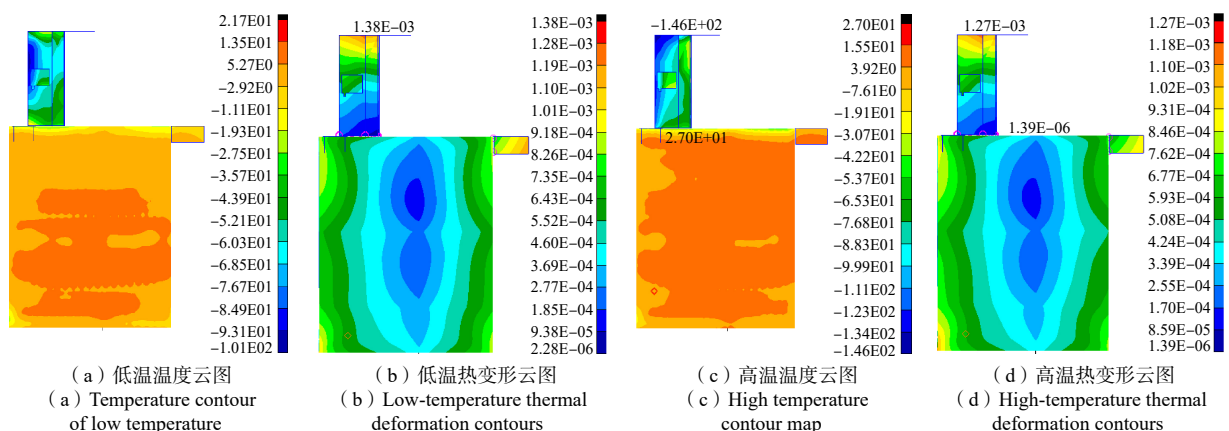 2.17E01
1.35E01
5.27E0
−2.92E0
−1.11E01
−1.93E01
−2.75E01
−3.57E01
−4.39E01
−5.21E01
−6.03E01
−6.85E01
−7.67E01
−8.49E01
−9.31E01
−1.01E02
1.38E−03
1.38E−03
1.28E−03
1.19E−03
1.10E−03
1.01E−03
9.18E−04
8.26E−04
7.35E−04
6.43E−04
5.52E−04
4.60E−04
3.69E−04
2.77E−04
1.85E−04
9.38E−05
2.28E−06
−1.46E+02
2.70E+01
2.70E01
1.55E01
3.92E0
−7.61E0
−1.91E01
−3.07E01
−4.22E01
−5.37E01
−6.53E01
−7.68E01
−8.83E01
−9.99E01
−1.11E02
−1.23E02
−1.34E02
−1.46E02
1.27E−03
1.39E−06
1.27E−03
1.18E−03
1.10E−03
1.02E−03
9.31E−04
8.46E−04
7.62E−04
6.77E−04
5.93E−04
5.08E−04
4.24E−04
3.39E−04
2.55E−04
1.70E−04
8.59E−05
1.39E−06
（a）低温温度云图
（a）Temperature contour
of low temperature
（b）低温热变形云图
（b）Low-temperature thermal
deformation contours
（c）高温温度云图
（c）High temperature
contour map
（d）高温热变形云图
（d）High-temperature thermal
deformation contours